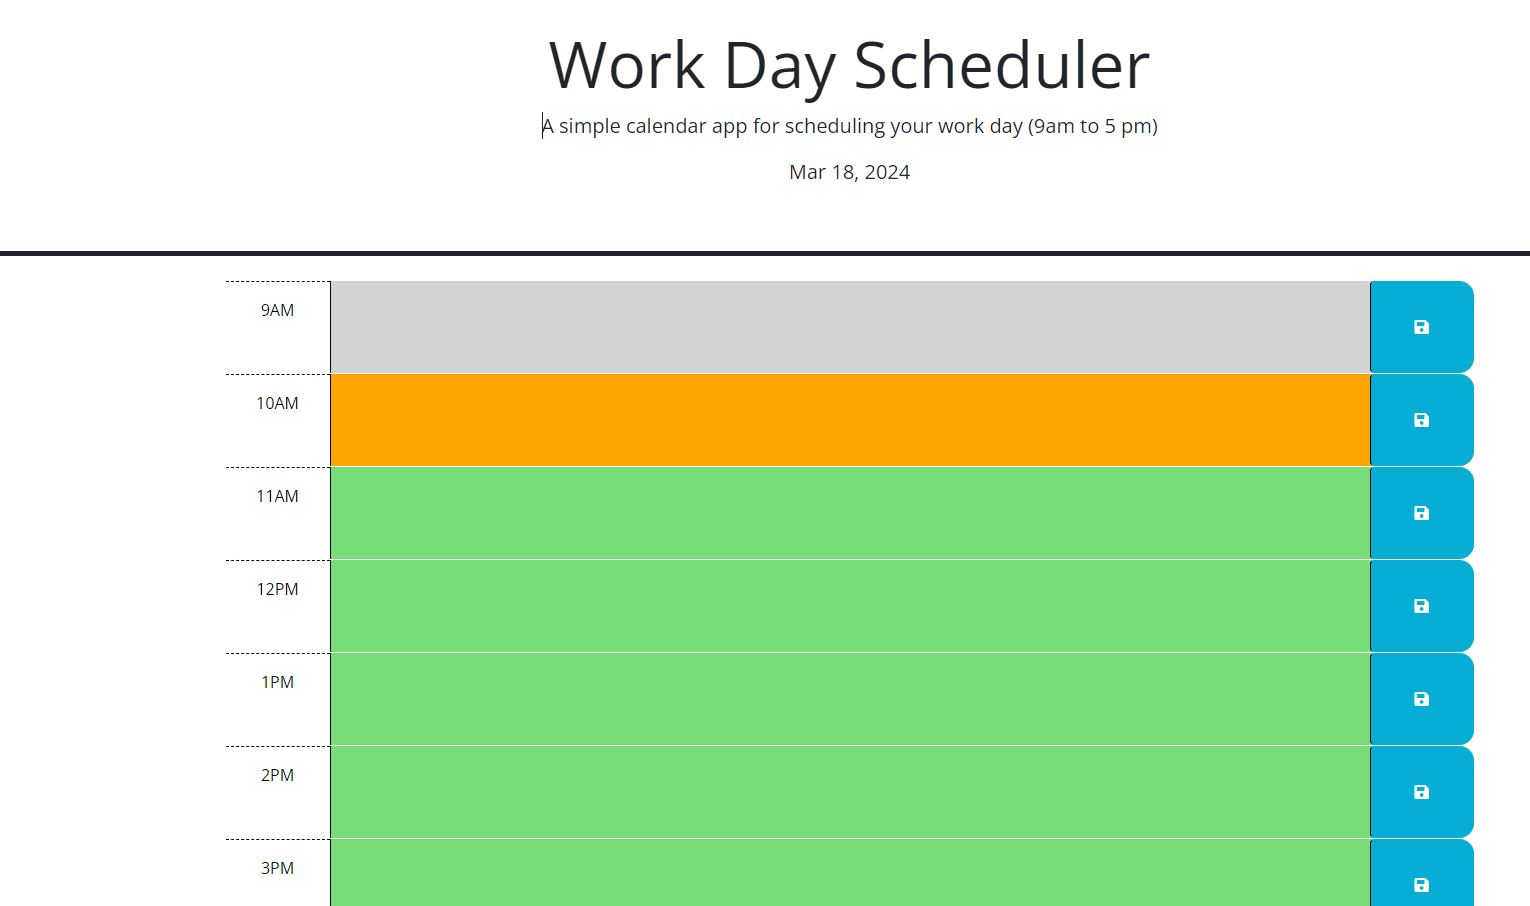 Work Day Scheduler
A simple calendar app for scheduling your work day (9am to 5 pm)
Mar 18, 2024
9AM
10AM
11AM
12PM
1PM
2PM
3PM